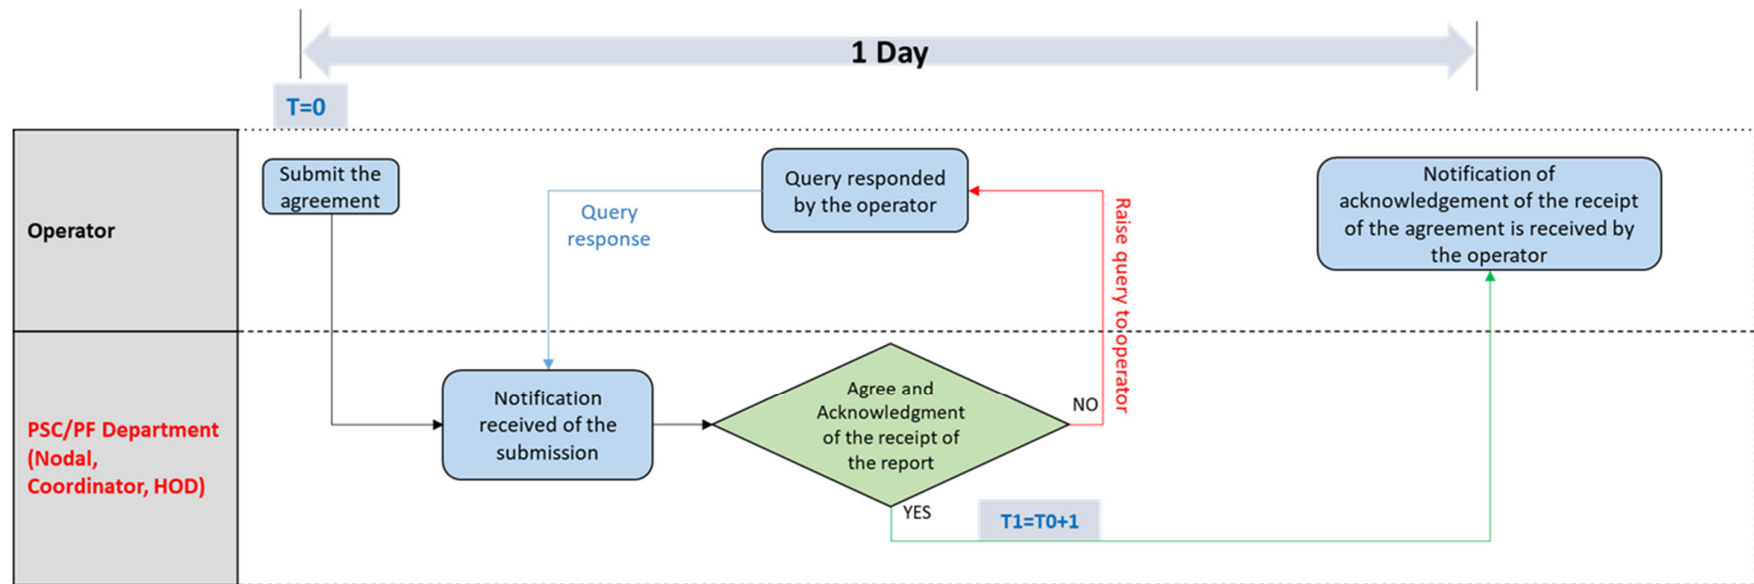 1 Day
T=0
Operator
Submit the
agreement
Query
response
Query responded
by the operator
Raise query to operator
Notification of
acknowledgement of the receipt
of the agreement is received by
the operator
PSC/PF Department
(Nodal,
Coordinator, HOD)
Notification
received of the
submission
Agree and
Acknowledgment
of the receipt of
the report
NO
YES
T1=T0+1